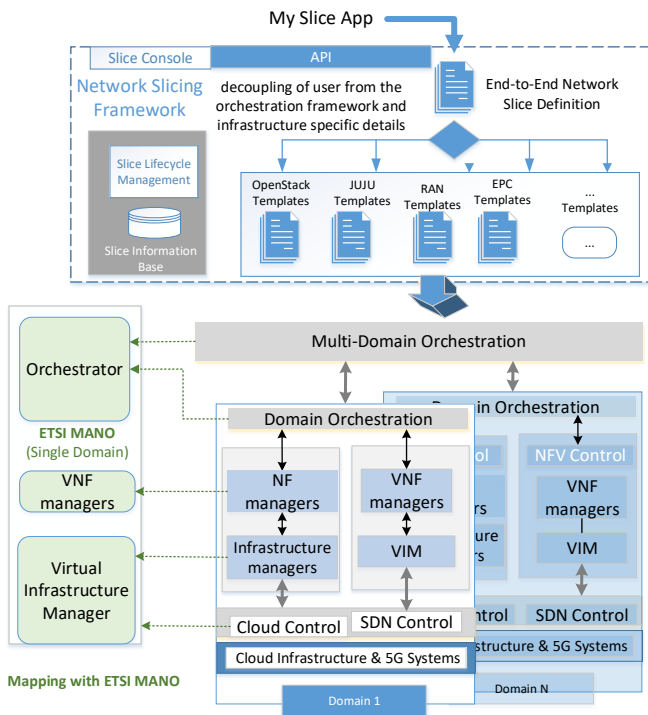 My Slice App
Slice Console
API
Network Slicing
Framework
decoupling of user from the
orchestration framework and
infrastructure specific details
End-to-End Network
Slice Definition
Slice Lifecycle
Management
Slice Information
Base
OpenStack
Templates
JUJU
Templates
RAN
Templates
EPC
Templates
...
Templates
...
Multi-Domain Orchestration
Orchestrator
ETSI MANO
(Single Domain)
VNF
managers
Virtual
Infrastructure
Manager
Mapping with ETSI MANO
Domain Orchestration
NF
managers
VNF
managers
Infrastructure
managers
VIM
Cloud Control
SDN Control
Cloud Infrastructure & 5G Systems
Domain 1
Orchestration
NFV Control
VNF
managers
VIM
SDN Control
& 5G Systems
Domain N